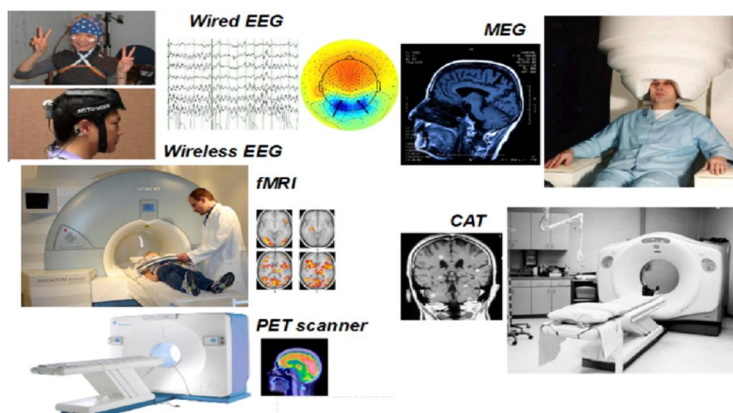 Wired EEG
MEG
Wireless EEG
fMRI
CAT
PET scanner